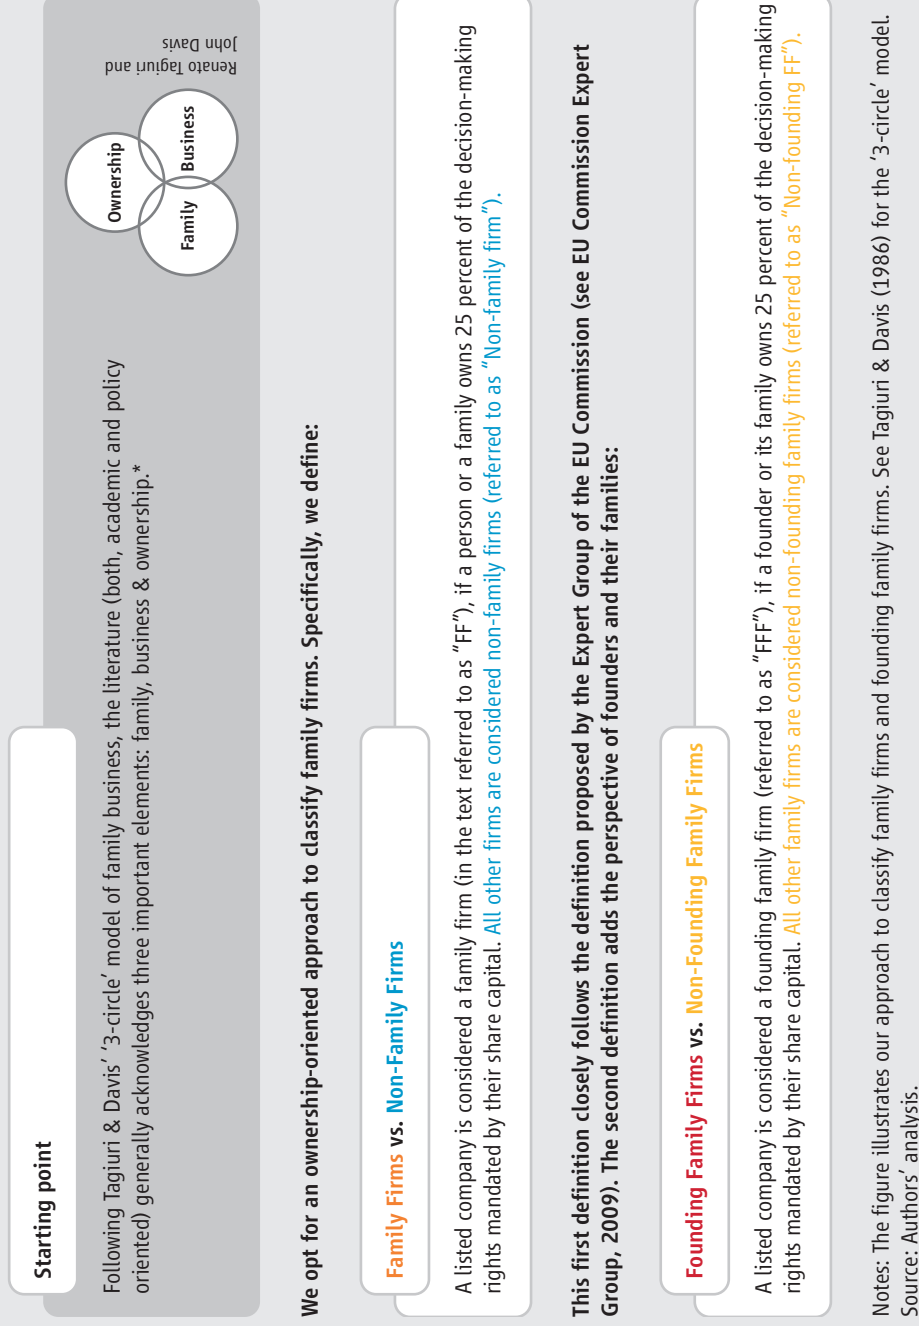 Starting point
Following Tagiuri & Davis’ ‘3-circle’ model of family business, the literature (both, academic and policy
oriented) generally acknowledges three important elements: family, business & ownership.*
Ownership
Family
Business
Renato Tagiuri and
John Davis
We opt for an ownership-oriented approach to classify family firms. Specifically, we define:
Family Firms vs. Non-Family Firms
A listed company is considered a family firm (in the text referred to as “FF”), if a person or a family owns 25 percent of the decision-making
rights mandated by their share capital. All other firms are considered non-family firms (referred to as “Non-family firm”).
This first definition closely follows the definition proposed by the Expert Group of the EU Commission (see EU Commission Expert
Group, 2009). The second definition adds the perspective of founders and their families:
Founding Family Firms vs. Non-Founding Family Firms
A listed company is considered a founding family firm (referred to as “FFF”), if a founder or its family owns 25 percent of the decision-making
rights mandated by their share capital. All other family firms are considered non-founding family firms (referred to as “Non-founding FF”).
Notes: The figure illustrates our approach to classify family firms and founding family firms. See Tagiuri & Davis (1986) for the ‘3-circle’ model.
Source: Authors’ analysis.